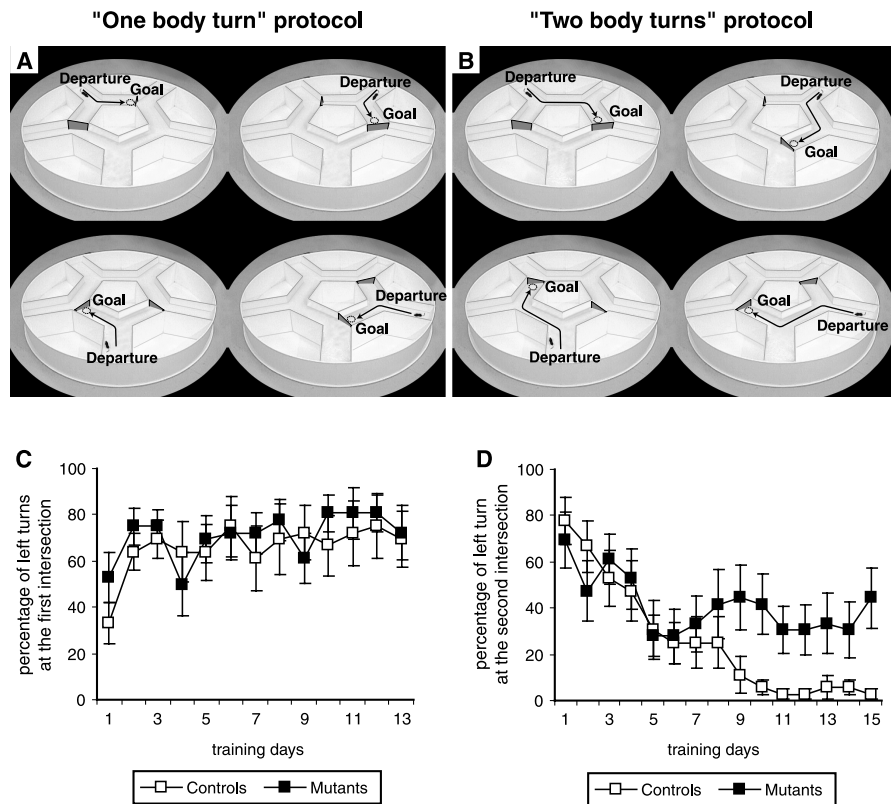 "One body turn" protocol
"Two body turns" protocol
A
Departure
Goal
Departure
Goal
Goal
Departure
Departure
Goal
B
Departure
Goal
Departure
Goal
Goal
Departure
Goal
Departure
C
percentage of left turns
at the first intersection
100
80
60
40
20
0
1 3 5 7 9 11 13
training days
Controls Mutants
D
percentage of left turn
at the second intersection
100
80
60
40
20
0
1 3 5 7 9 11 13 15
training days
Controls Mutants